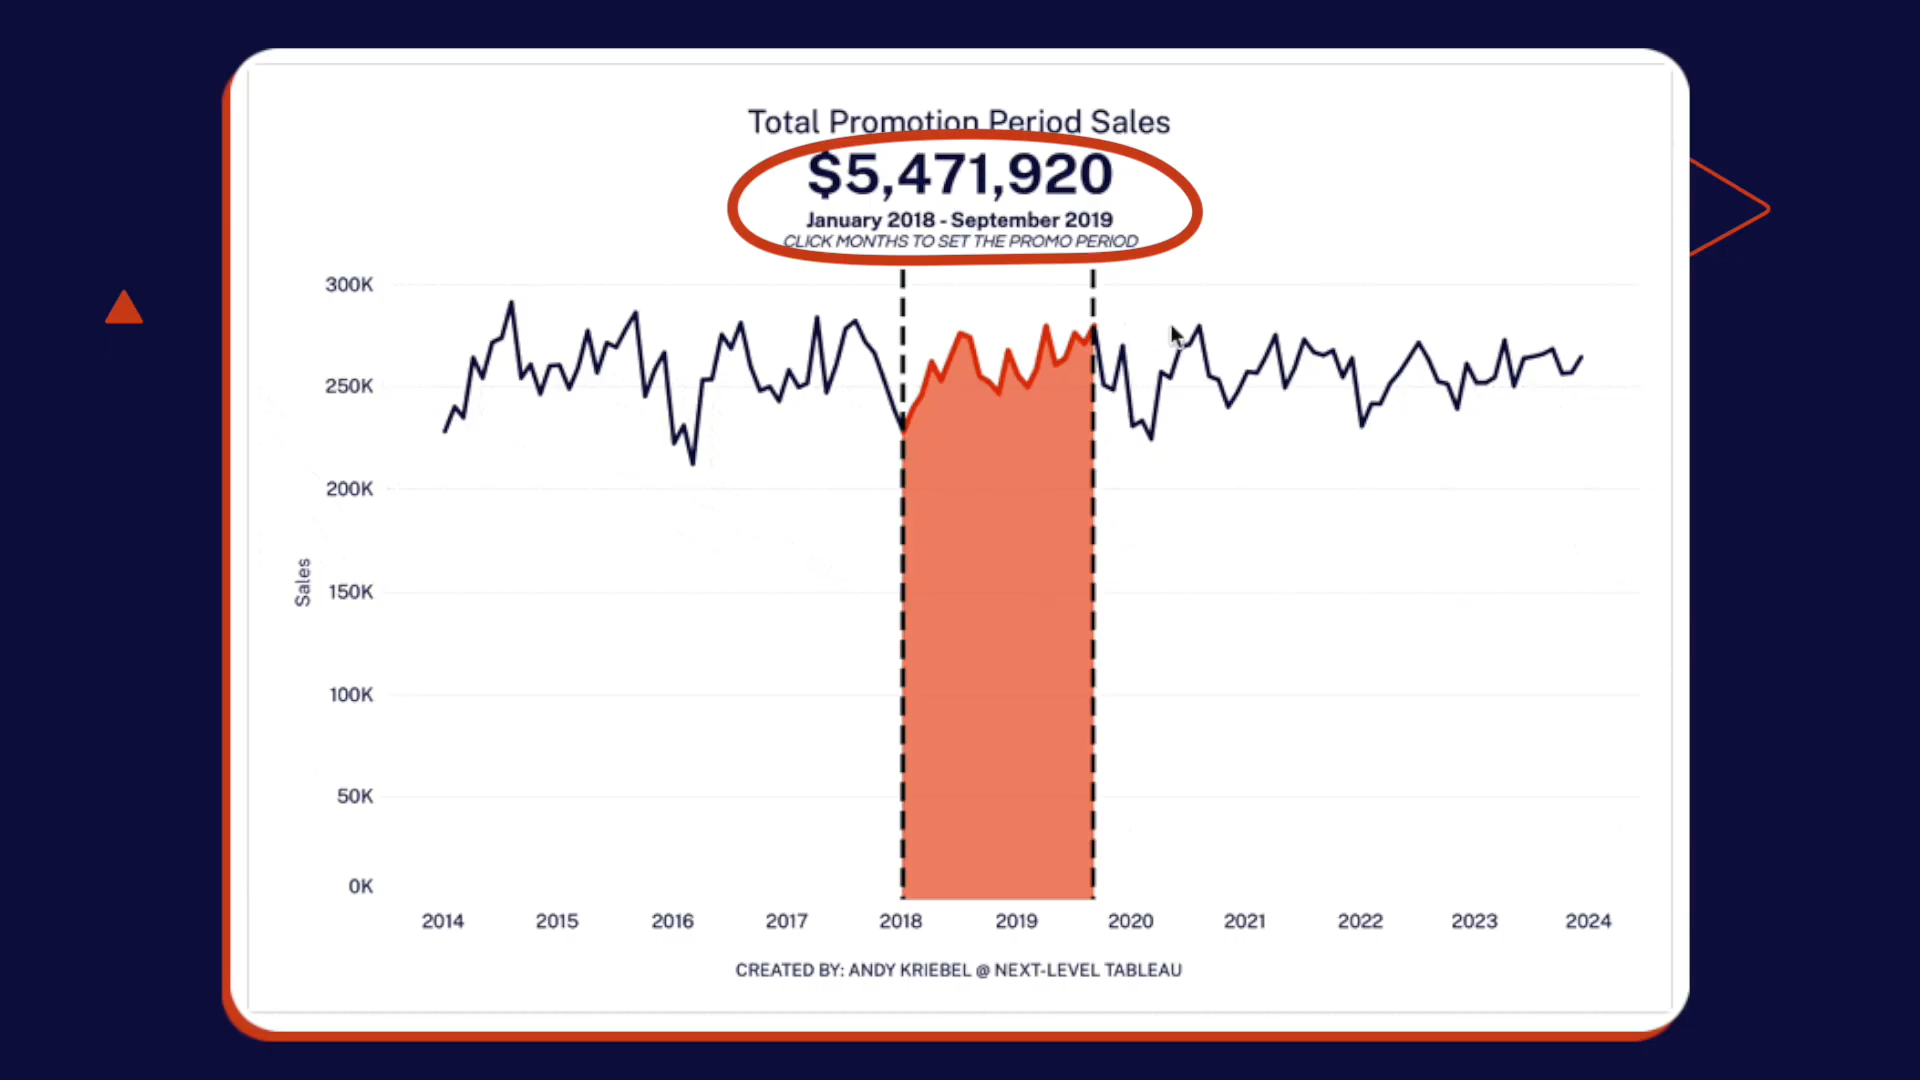 Total Promotion Period Sales
$5,471,920
January 2018 - September 2019
CLICK MONTHS TO SET THE PROMO PERIOD
300K
250K
200K
150K
100K
50K
0K
Sales
2014 2015 2016 2017 2018 2019 2020 2021 2022 2023 2024
CREATED BY: ANDY KRIEBEL @ NEXT-LEVEL TABLEAU